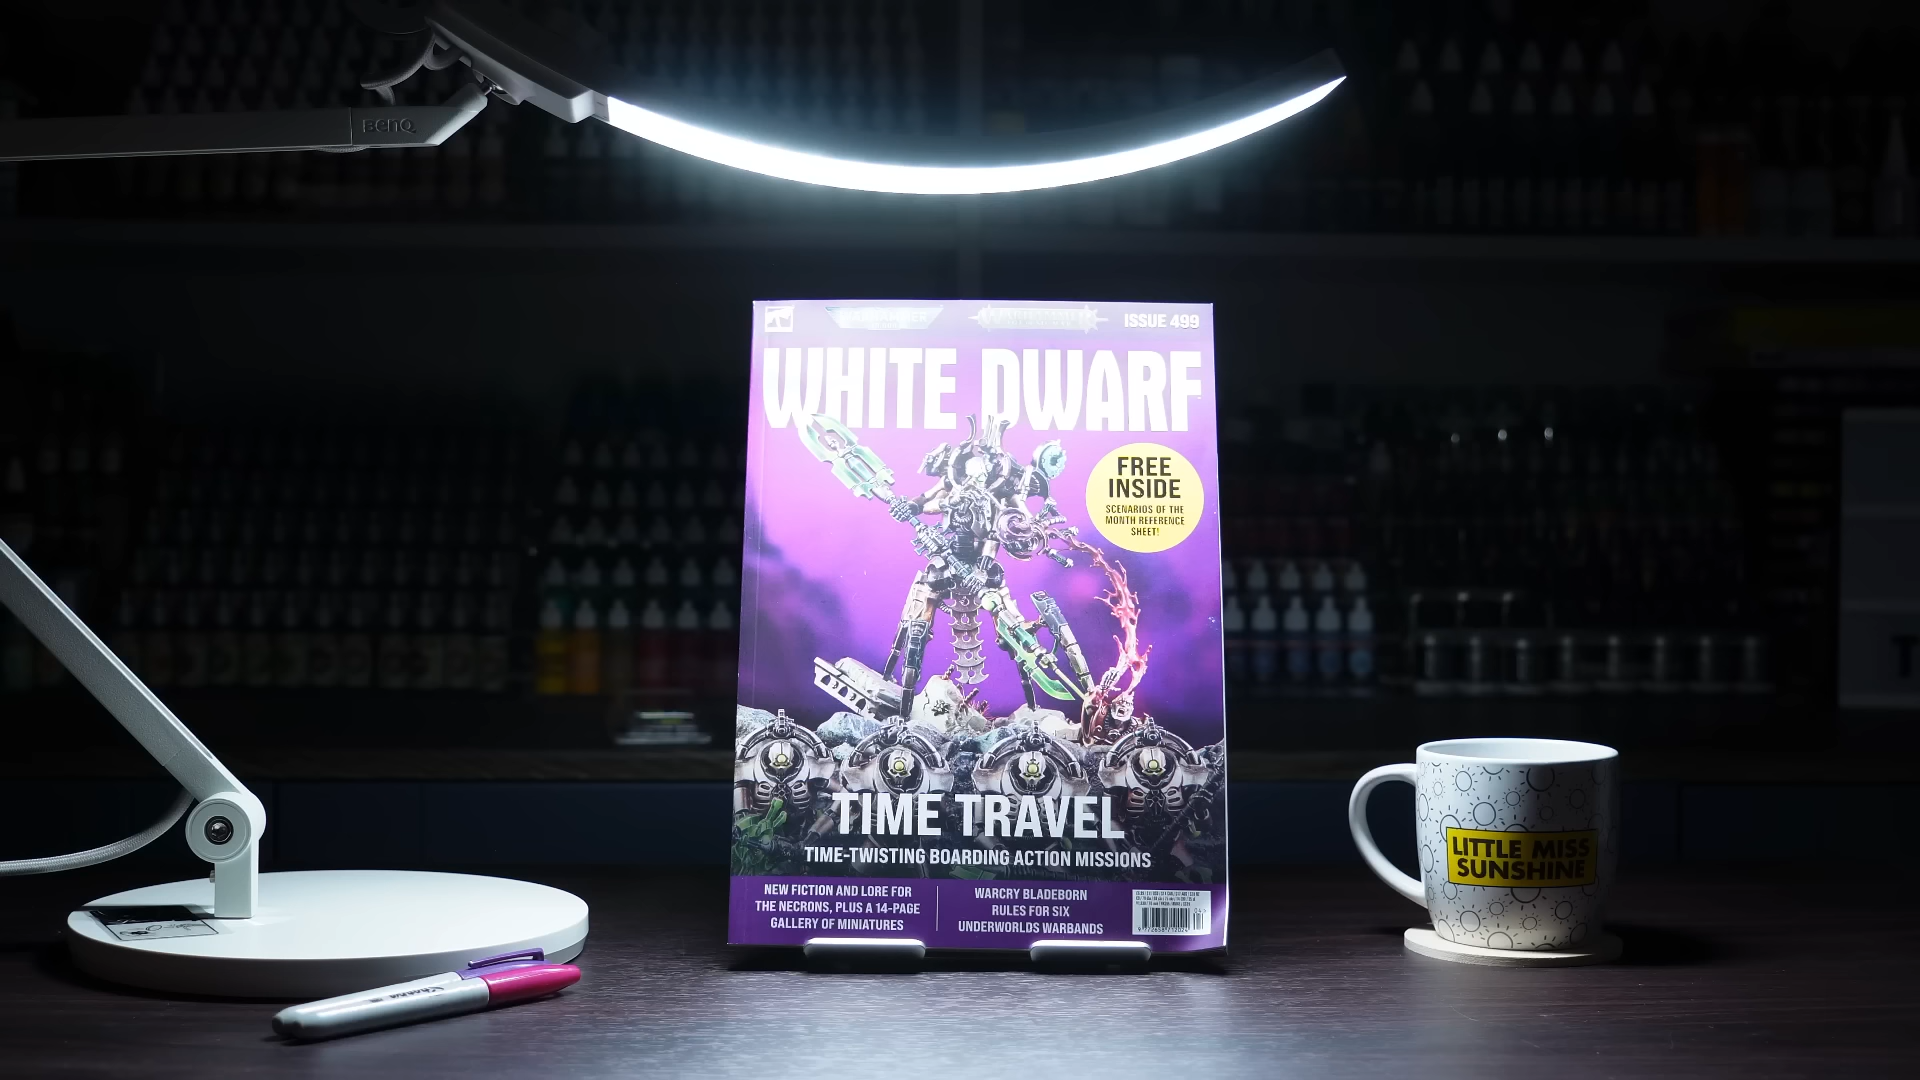 BenQ
ISSUE 499
WHITE DWARF
FREE
INSIDE
SCENARIOS OF THE
MONTH REFERENCE
SHEET!
TIME TRAVEL
TIME-TWISTING BOARDING ACTION MISSIONS
NEW FICTION AND LORE FOR
THE NECRONS, PLUS A 14-PAGE
GALLERY OF MINIATURES
WARCRY BLADEBORN
RULES FOR SIX
UNDERWORLDS WARBANDS
LITTLE MISS
SUNSHINE
Sharpie